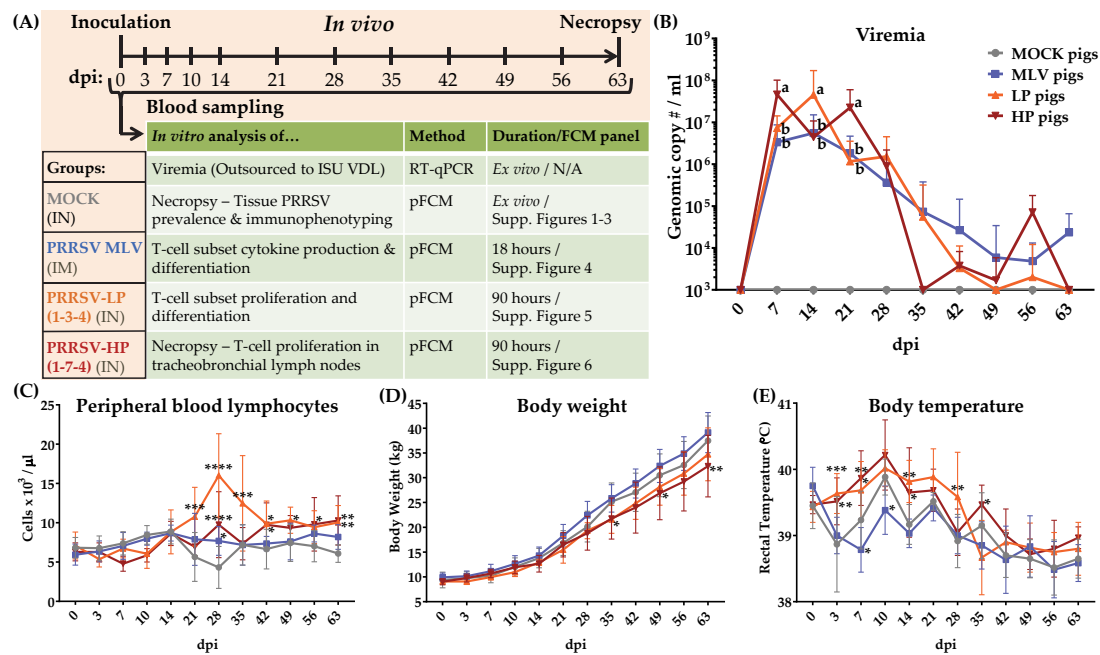 (A)
Inoculation
In vivo
Necropsy
dpi:
0 3 7 10 14 21 28 35 42 49 56 63
Blood sampling
In vitro analysis of... Method Duration/FCM panel
Groups: Viremia (Outsourced to ISU VDL) RT-qPCR Ex vivo / N/A
MOCK
(IN)
Necropsy – Tissue PRRSV
prevalence & immunophenotyping
pFCM
Ex vivo /
Supp. Figures 1-3
PRRSV MLV
(IM)
T-cell subset cytokine production &
differentiation
pFCM
18 hours /
Supp. Figure 4
PRRSV-LP
(1-3-4) (IN)
T-cell subset proliferation and
differentiation
pFCM
90 hours /
Supp. Figure 5
PRRSV-HP
(1-7-4) (IN)
Necropsy – T-cell proliferation in
tracheobronchial lymph nodes
pFCM
90 hours /
Supp. Figure 6
(B)
Viremia
Genomic copy # / ml
10⁹
10⁸
10⁷
10⁶
10⁵
10⁴
10³
a a a
b b b
b b b
MOCK pigs
MLV pigs
LP pigs
HP pigs
0 7 14 21 28 35 42 49 56 63
dpi
(C)
Peripheral blood lymphocytes
Cells x 10³ / µl
25
20
15
10
5
0
*** **** *** * * * * **
**** * * **
0 3 7 10 14 21 28 35 42 49 56 63
dpi
(D)
Body weight
Body Weight (kg)
45
40
35
30
25
20
15
10
5
* * **
0 3 7 10 14 21 28 35 42 49 56 63
dpi
(E)
Body temperature
Rectal Temperature (ºC)
41
40
39
38
*** ** ** ** *
** * * *
0 3 7 10 14 21 28 35 42 49 56 63
dpi